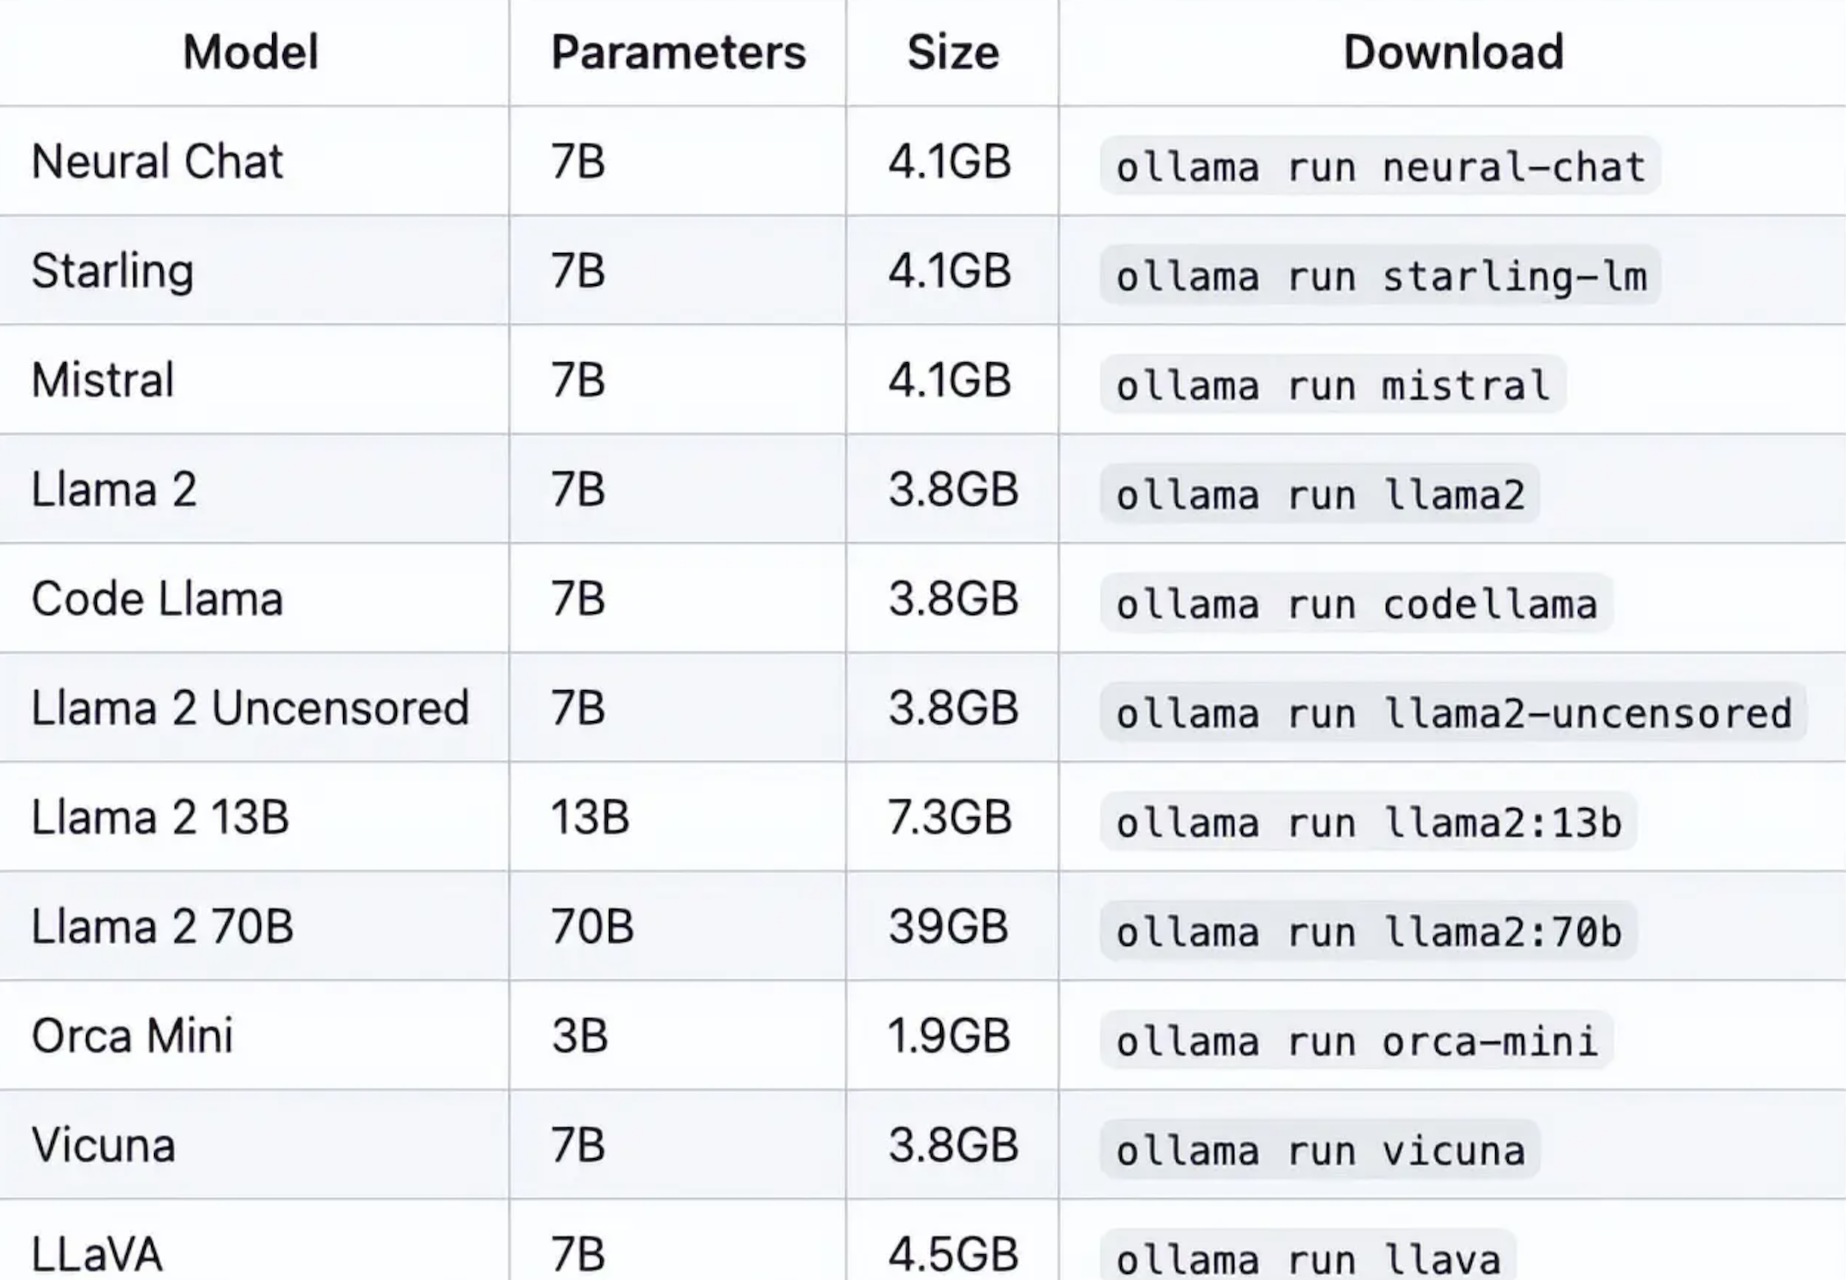 Model Parameters Size Download
Neural Chat 7B 4.1GB ollama run neural-chat
Starling 7B 4.1GB ollama run starling-lm
Mistral 7B 4.1GB ollama run mistral
Llama 2 7B 3.8GB ollama run llama2
Code Llama 7B 3.8GB ollama run codellama
Llama 2 Uncensored 7B 3.8GB ollama run llama2-uncensored
Llama 2 13B 13B 7.3GB ollama run llama2:13b
Llama 2 70B 70B 39GB ollama run llama2:70b
Orca Mini 3B 1.9GB ollama run orca-mini
Vicuna 7B 3.8GB ollama run vicuna
LLaVA 7B 4.5GB ollama run llava